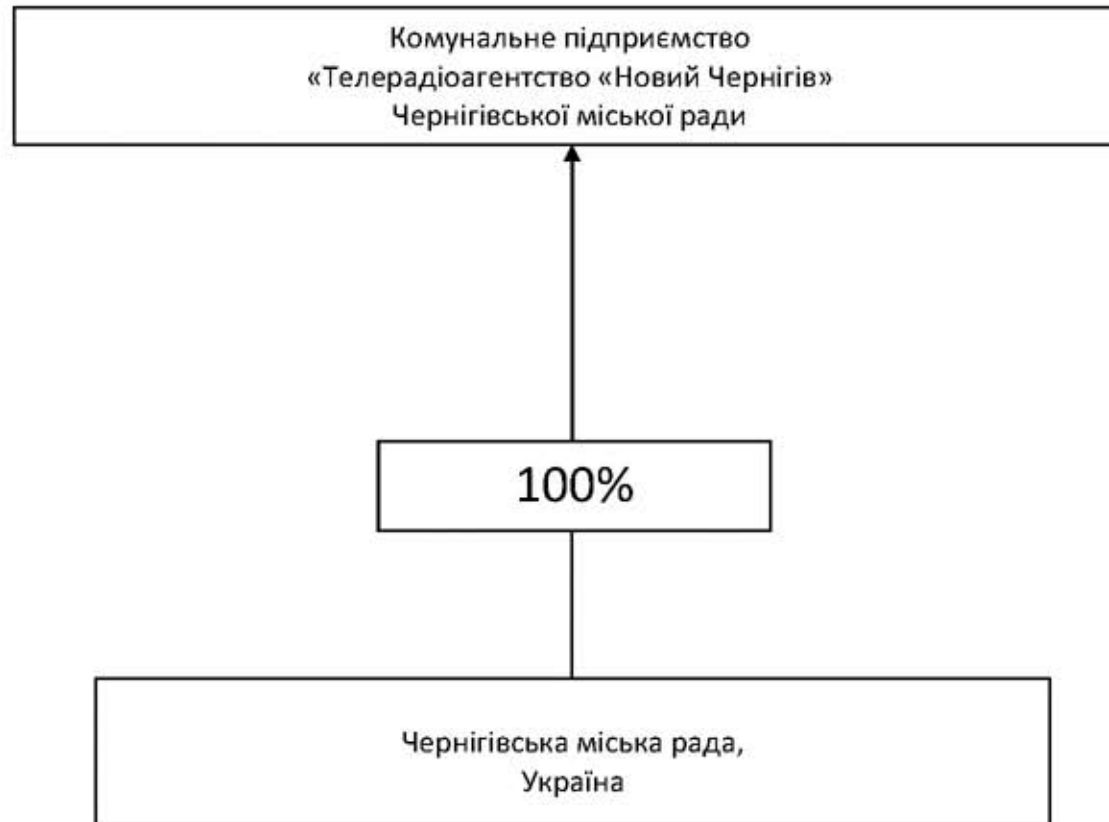 Комунальне підприємство
«Телерадіоагентство «Новий Чернігів»
Чернігівської міської ради
100%
Чернігівська міська рада,
Україна